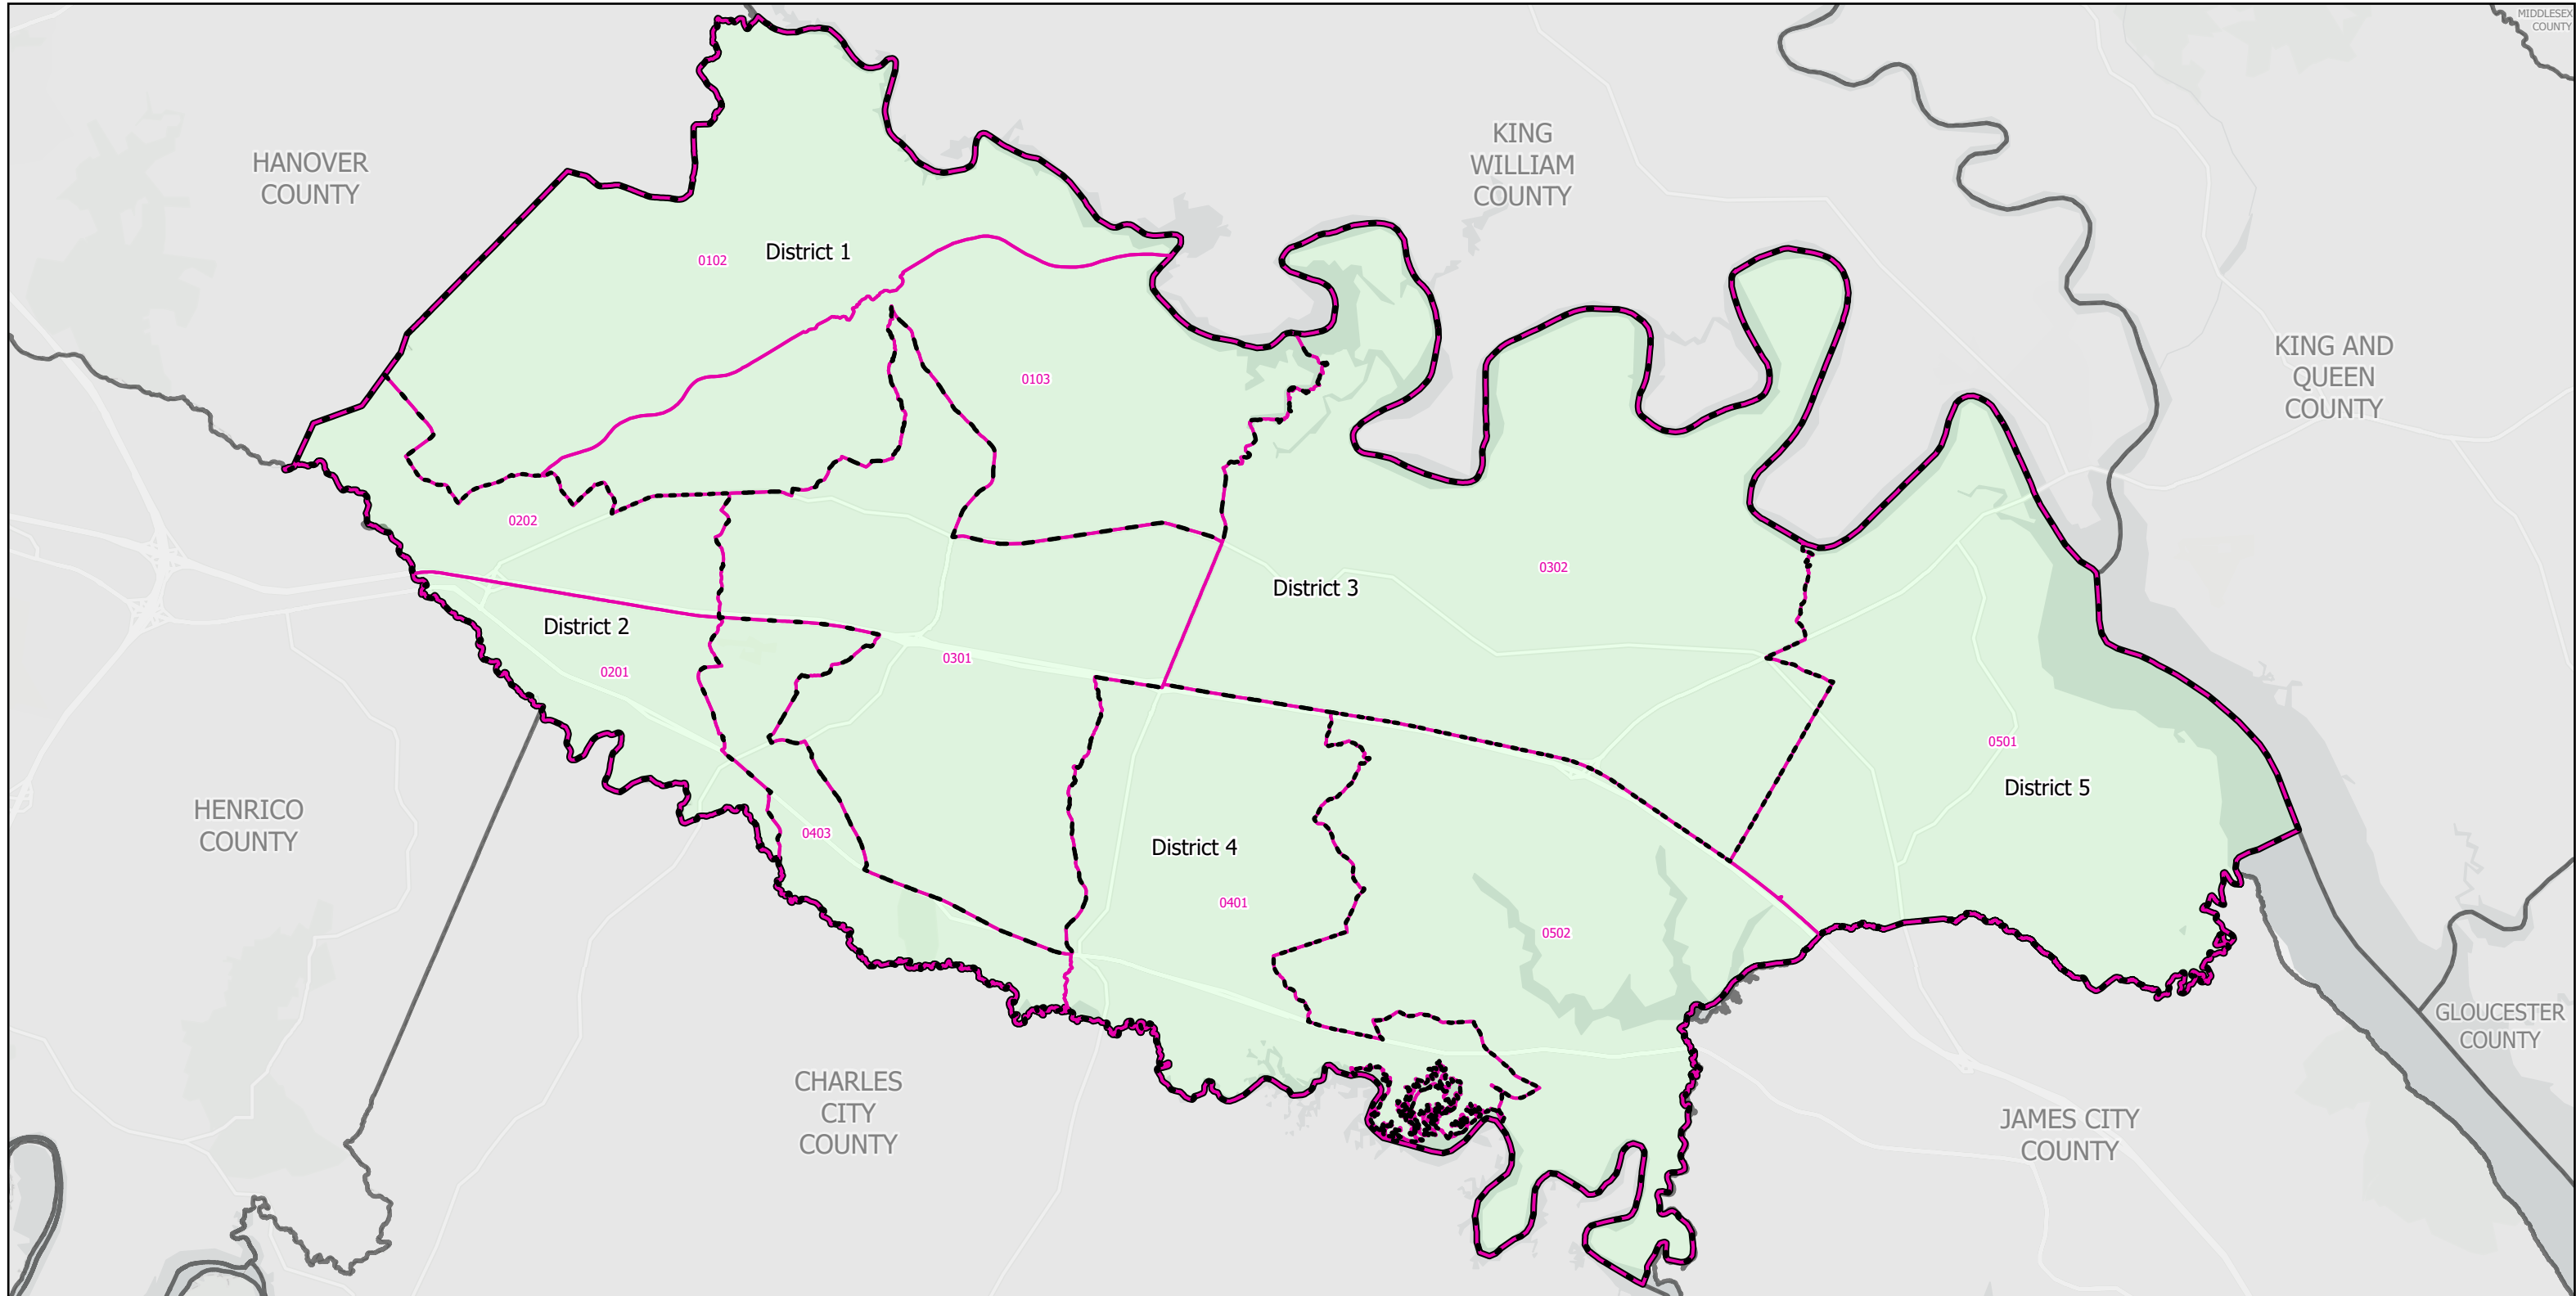 MIDDLESEX
COUNTY
KING
WILLIAM
COUNTY
HANOVER
COUNTY
District 1
0102
KING AND
QUEEN
COUNTY
0103
0202
0302
District 3
District 2
0301
0201
0501
District 5
HENRICO
COUNTY
0403
District 4
0401
0502
GLOUCESTER
COUNTY
CHARLES
CITY
COUNTY
JAMES CITY
COUNTY